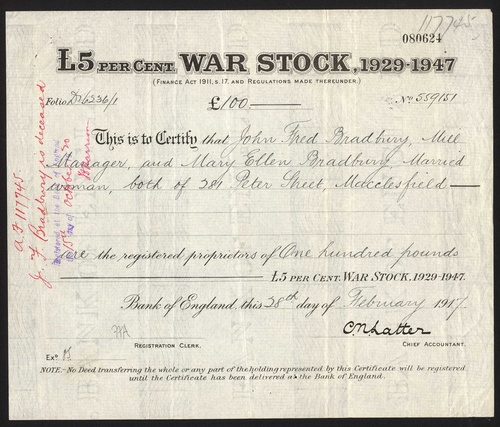 117745
080624
£5 PER CENT. WAR STOCK, 1929-1947
(FINANCE ACT 1911, s. 17, AND REGULATIONS MADE THEREUNDER.)
Folio D16236/1
£100
No. 559151
This is to Certify that John Fred Bradbury, Mill
Manager, and Mary Ellen Bradbury, Married
woman, both of 281 Peter Street, Macclesfield
are the registered proprietors of One hundred pounds
£5 PER CENT. WAR STOCK, 1929-1947.
Bank of England, this 28th day of February 1917
C.N. Latter
REGISTRATION CLERK.
CHIEF ACCOUNTANT.
Exd.
NOTE.-No Deed transferring the whole or any part of the holding represented by this Certificate will be registered
until the Certificate has been delivered at the Bank of England.
A.F 117745.
J. F Bradbury is deceased